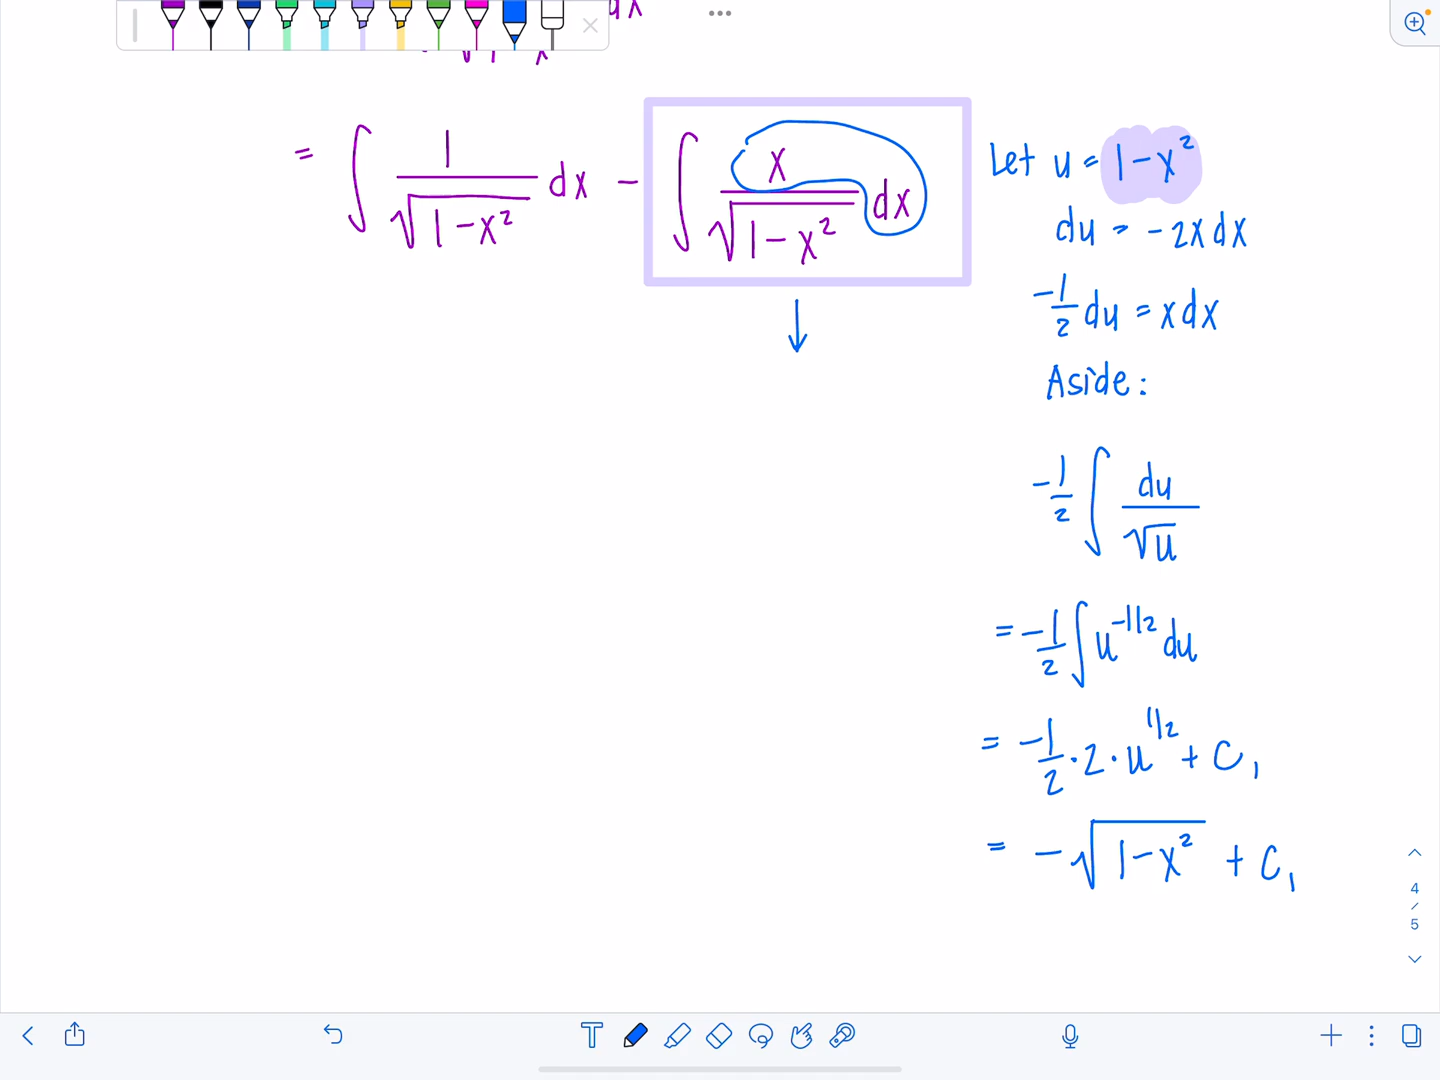 dx
= ∫ 1/√(1-x²) dx - ∫ x/√(1-x²) dx
Let u = 1-x²
du = -2x dx
-1/2 du = x dx
Aside:
-1/2 ∫ du/√u
= -1/2 ∫ u^(-1/2) du
= -1/2 · 2 · u^(1/2) + C₁
= -√(1-x²) + C₁
4
/
5
T